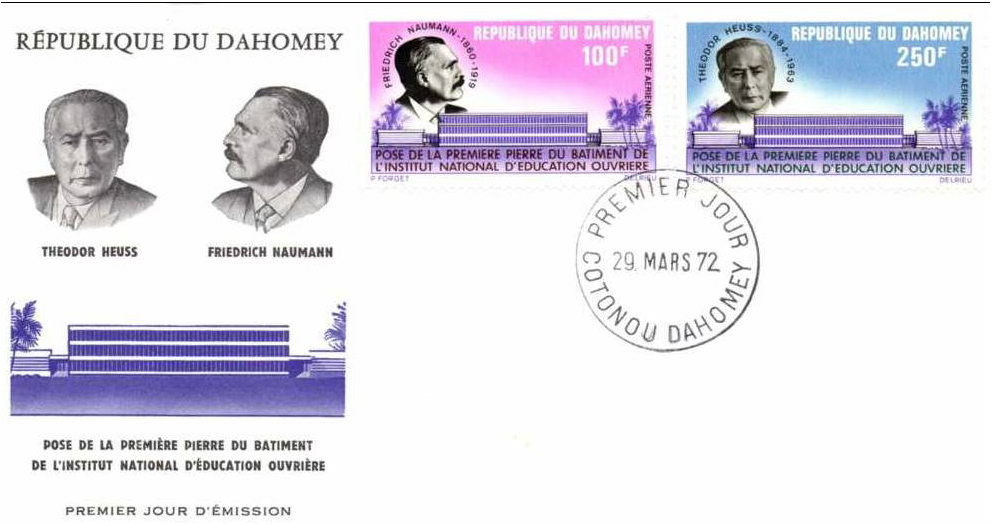 RÉPUBLIQUE DU DAHOMEY
THEODOR HEUSS
FRIEDRICH NAUMANN
POSE DE LA PREMIÈRE PIERRE DU BATIMENT
DE L'INSTITUT NATIONAL D'ÉDUCATION OUVRIÈRE
PREMIER JOUR D'ÉMISSION
FRIEDRICH NAUMANN-1860-1919
REPUBLIQUE DU DAHOMEY
100F
POSTE AERIENNE
POSE DE LA PREMIERE PIERRE DU BATIMENT DE
L'INSTITUT NATIONAL D'EDUCATION OUVRIERE
P FORGET
DELRIEU
THEODOR HEUSS-1884-1963
REPUBLIQUE DU DAHOMEY
250F
POSTE AERIENNE
POSE DE LA PREMIERE PIERRE DU BATIMENT DE
L'INSTITUT NATIONAL D'EDUCATION OUVRIERE
P FORGET
DELRIEU
PREMIER JOUR
29. MARS 72
COTONOU DAHOMEY